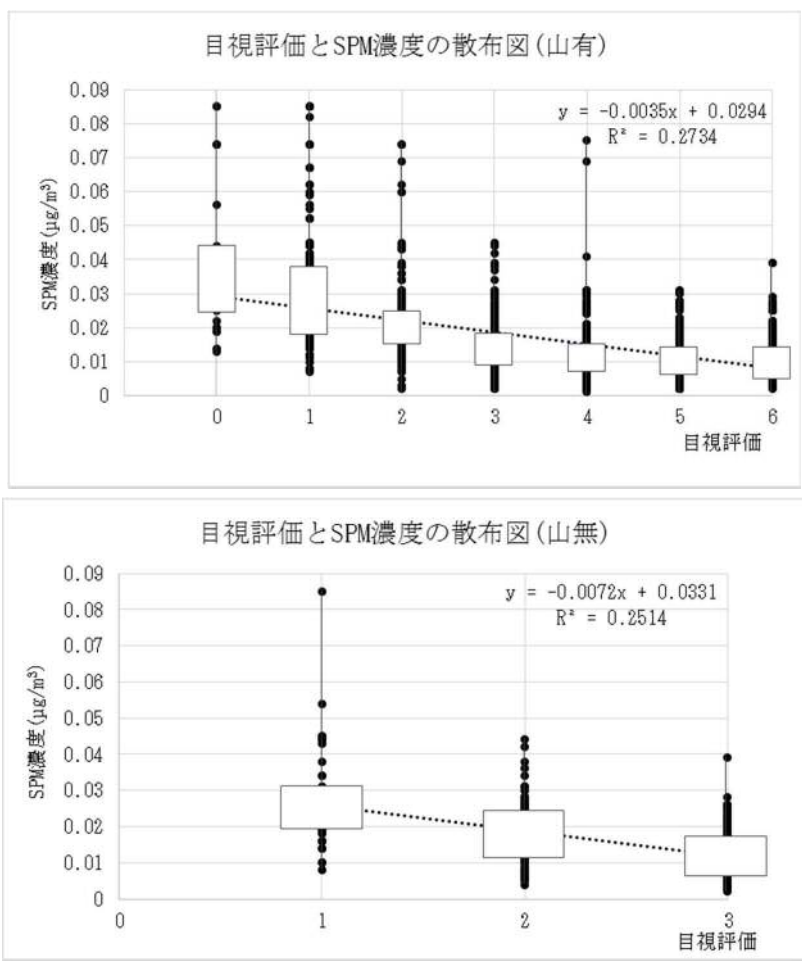 目視評価とSPM濃度の散布図(山有)
y = -0.0035x + 0.0294
R² = 0.2734
SPM濃度(μg/m³)
0.09
0.08
0.07
0.06
0.05
0.04
0.03
0.02
0.01
0
0 1 2 3 4 5 6
目視評価
目視評価とSPM濃度の散布図(山無)
y = -0.0072x + 0.0331
R² = 0.2514
SPM濃度(μg/m³)
0.09
0.08
0.07
0.06
0.05
0.04
0.03
0.02
0.01
0
0 1 2 3
目視評価